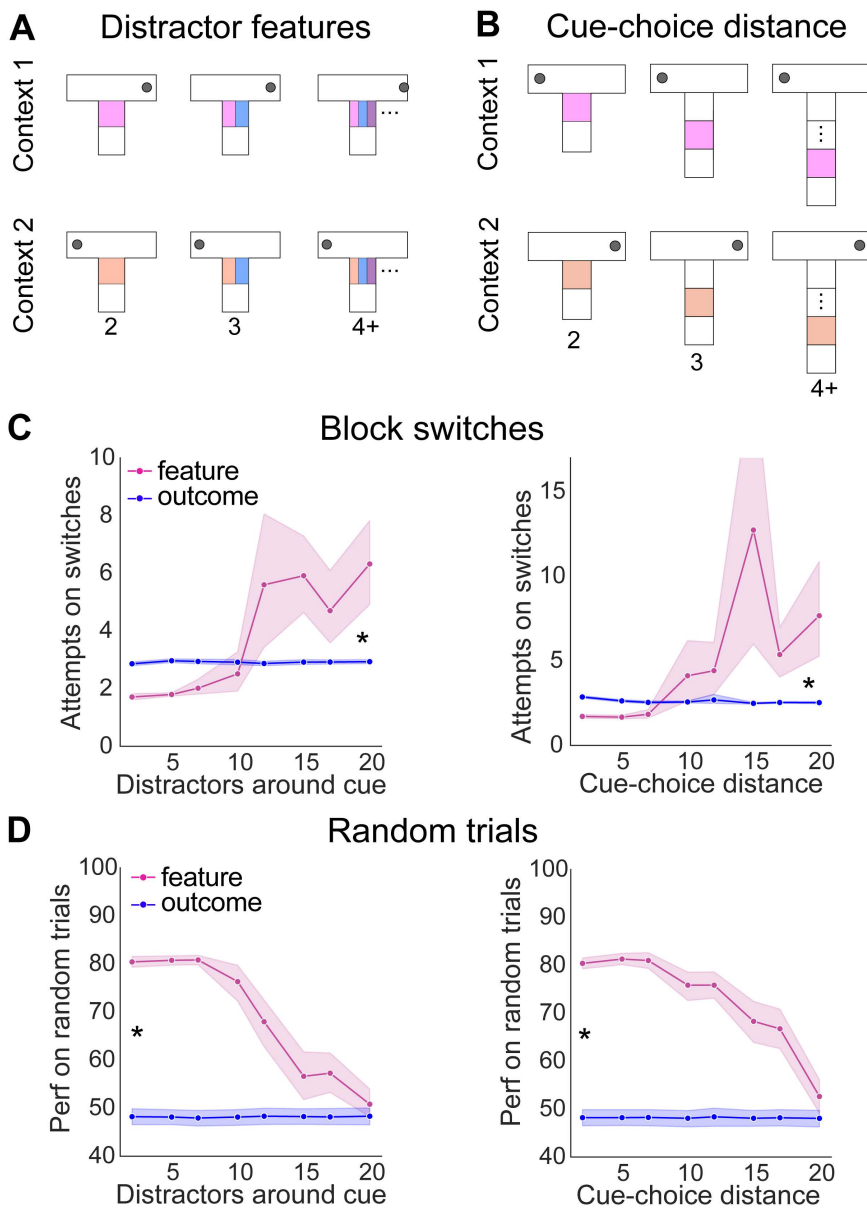 A Distractor features
B Cue-choice distance
Context 1
...
Context 2
...
2 3 4+
Context 1
⋮
Context 2
⋮
2
3
4+
C Block switches
Attempts on switches
10
8
6
4
2
0
feature
outcome
*
5 10 15 20
Distractors around cue
Attempts on switches
15
10
5
0
*
5 10 15 20
Cue-choice distance
D Random trials
Perf on random trials
100
90
80
70
60
50
40
feature
outcome
*
5 10 15 20
Distractors around cue
Perf on random trials
100
90
80
70
60
50
40
*
5 10 15 20
Cue-choice distance